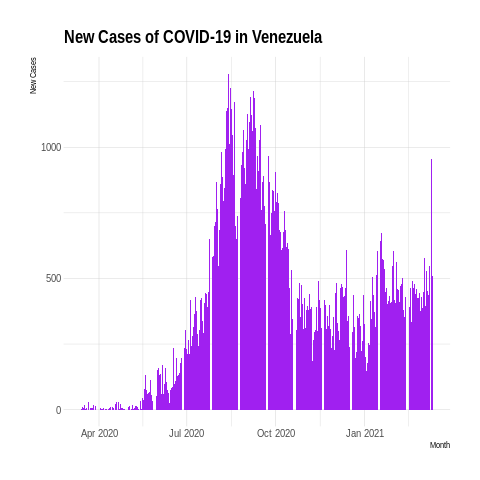 New Cases of COVID-19 in Venezuela
New Cases
1000
500
0
Apr 2020 Jul 2020 Oct 2020 Jan 2021
Month